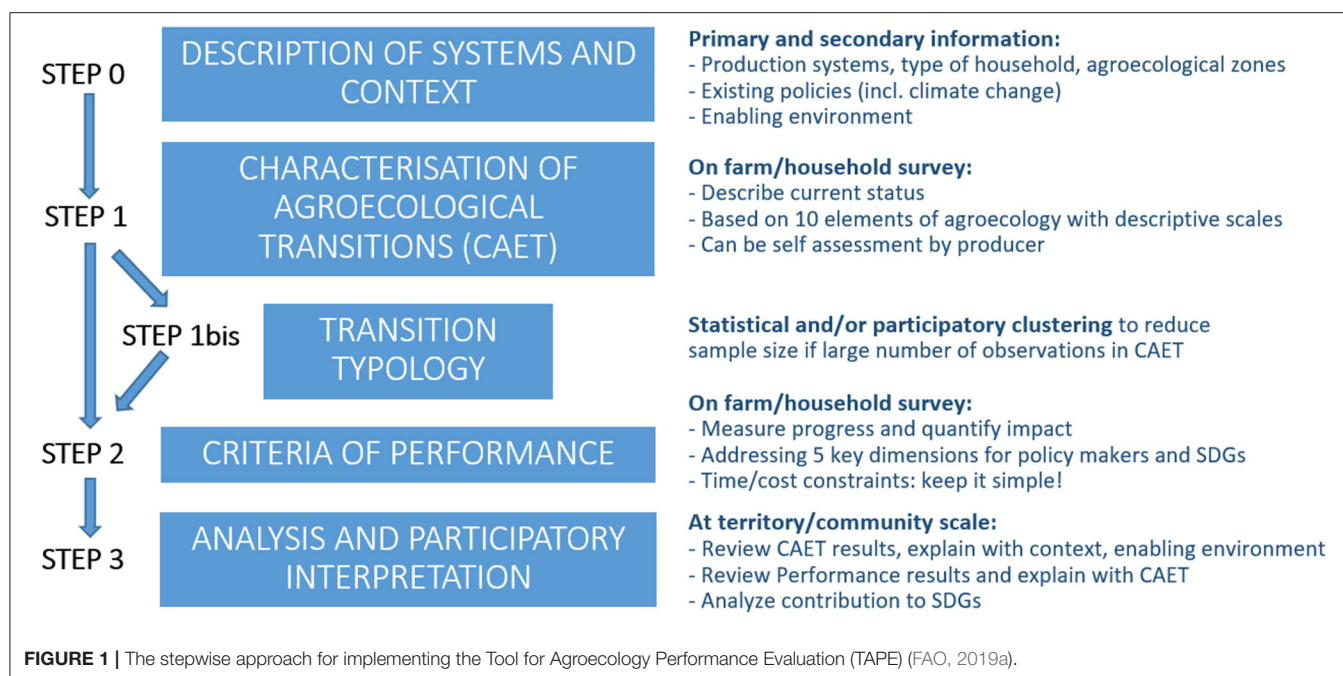 STEP 0
DESCRIPTION OF SYSTEMS AND
CONTEXT
Primary and secondary information:
- Production systems, type of household, agroecological zones
- Existing policies (incl. climate change)
- Enabling environment
STEP 1
CHARACTERISATION OF
AGROECOLOGICAL
TRANSITIONS (CAET)
On farm/household survey:
- Describe current status
- Based on 10 elements of agroecology with descriptive scales
- Can be self assessment by producer
STEP 1bis
TRANSITION
TYPOLOGY
Statistical and/or participatory clustering to reduce
sample size if large number of observations in CAET
STEP 2
CRITERIA OF PERFORMANCE
On farm/household survey:
- Measure progress and quantify impact
- Addressing 5 key dimensions for policy makers and SDGs
- Time/cost constraints: keep it simple!
STEP 3
ANALYSIS AND PARTICIPATORY
INTERPRETATION
At territory/community scale:
- Review CAET results, explain with context, enabling environment
- Review Performance results and explain with CAET
- Analyze contribution to SDGs
FIGURE 1 | The stepwise approach for implementing the Tool for Agroecology Performance Evaluation (TAPE) (FAO, 2019a).